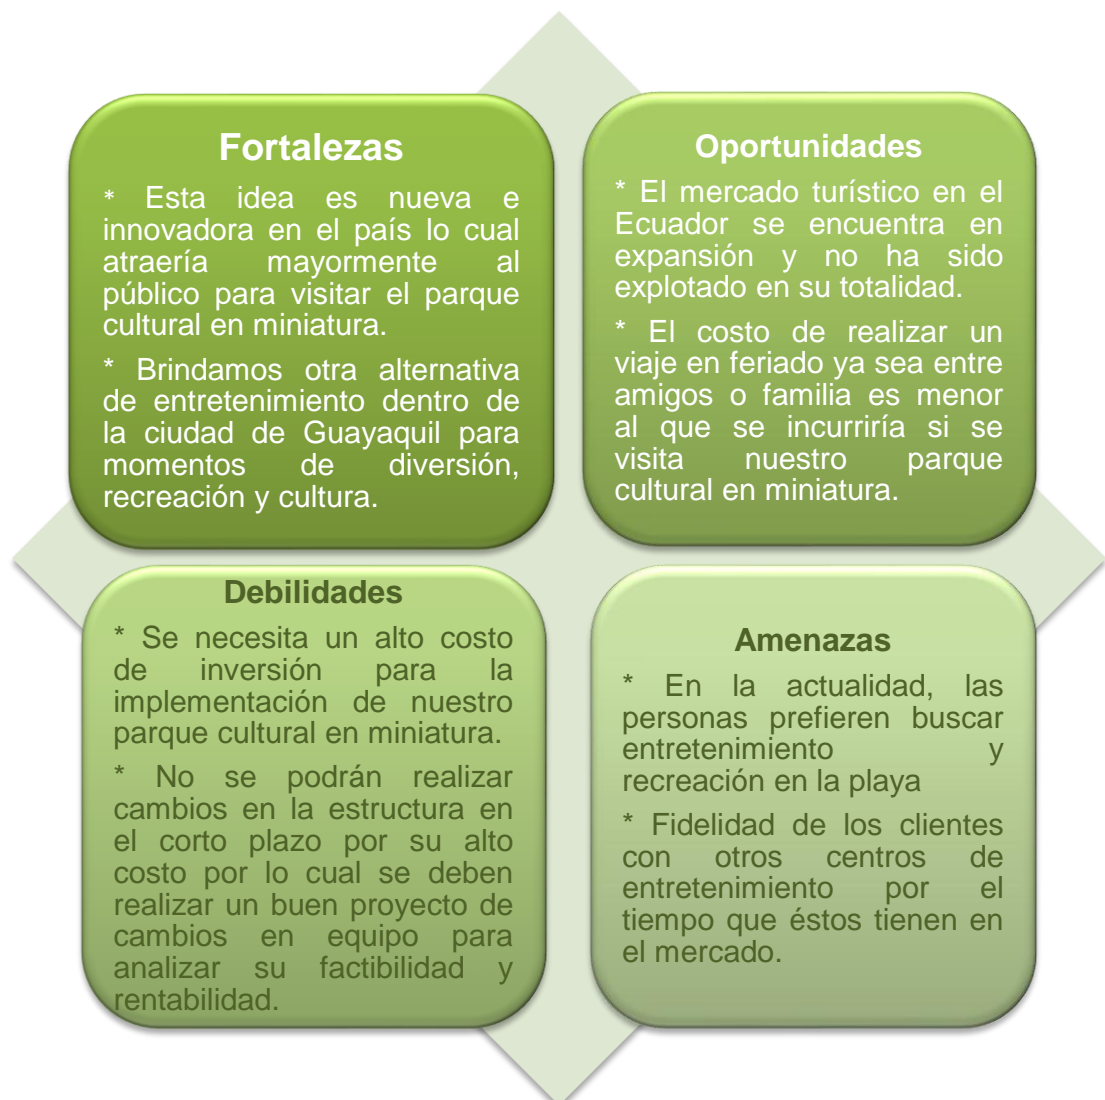 Fortalezas
* Esta idea es nueva e
innovadora en el país lo cual
atraería mayormente al
público para visitar el parque
cultural en miniatura.
* Brindamos otra alternativa
de entretenimiento dentro de
la ciudad de Guayaquil para
momentos de diversión,
recreación y cultura.
Oportunidades
* El mercado turístico en el
Ecuador se encuentra en
expansión y no ha sido
explotado en su totalidad.
* El costo de realizar un
viaje en feriado ya sea entre
amigos o familia es menor
al que se incurriría si se
visita nuestro parque
cultural en miniatura.
Debilidades
* Se necesita un alto costo
de inversión para la
implementación de nuestro
parque cultural en miniatura.
* No se podrán realizar
cambios en la estructura en
el corto plazo por su alto
costo por lo cual se deben
realizar un buen proyecto de
cambios en equipo para
analizar su factibilidad y
rentabilidad.
Amenazas
* En la actualidad, las
personas prefieren buscar
entretenimiento y
recreación en la playa
* Fidelidad de los clientes
con otros centros de
entretenimiento por el
tiempo que éstos tienen en
el mercado.